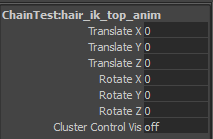 ChainTest:hair_ik_top_anim
Translate X 0
Translate Y 0
Translate Z 0
Rotate X 0
Rotate Y 0
Rotate Z 0
Cluster Control Vis off